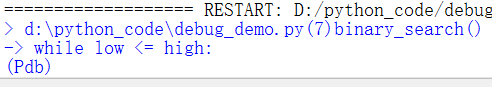 =================== RESTART: D:/python_code/debug
> d:\python_code\debug_demo.py(7)binary_search()
-> while low <= high:
(Pdb)